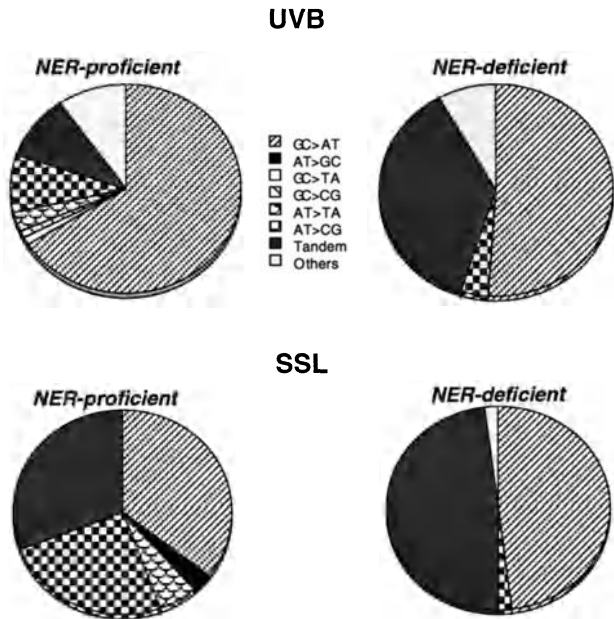 UVB
NER-proficient
NER-deficient
GC>AT
AT>GC
GC>TA
GC>CG
AT>TA
AT>CG
Tandem
Others
SSL
NER-proficient
NER-deficient